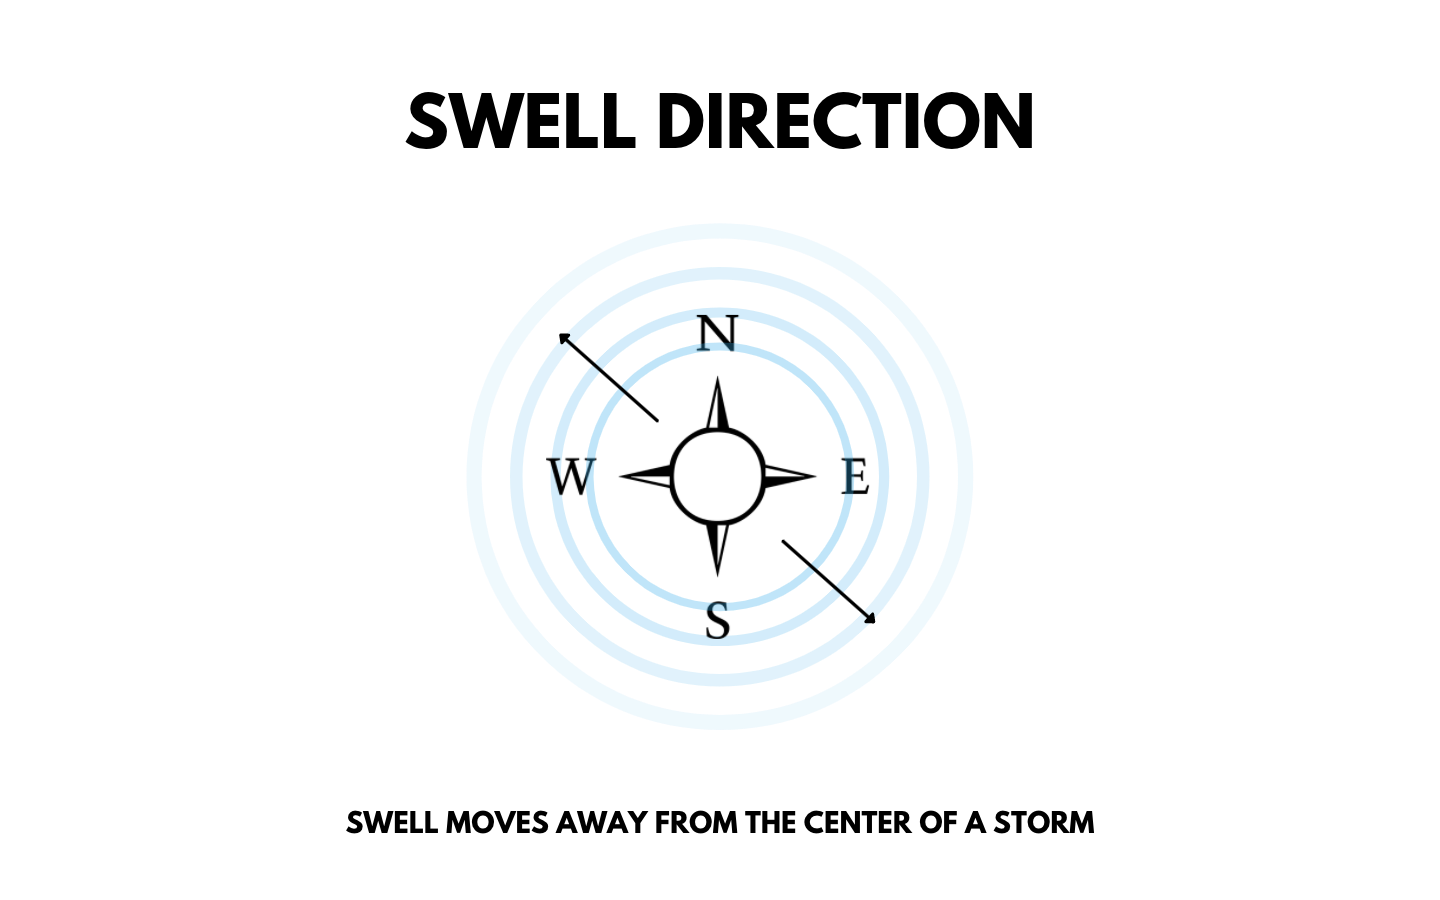 SWELL DIRECTION
N
W E
S
SWELL MOVES AWAY FROM THE CENTER OF A STORM